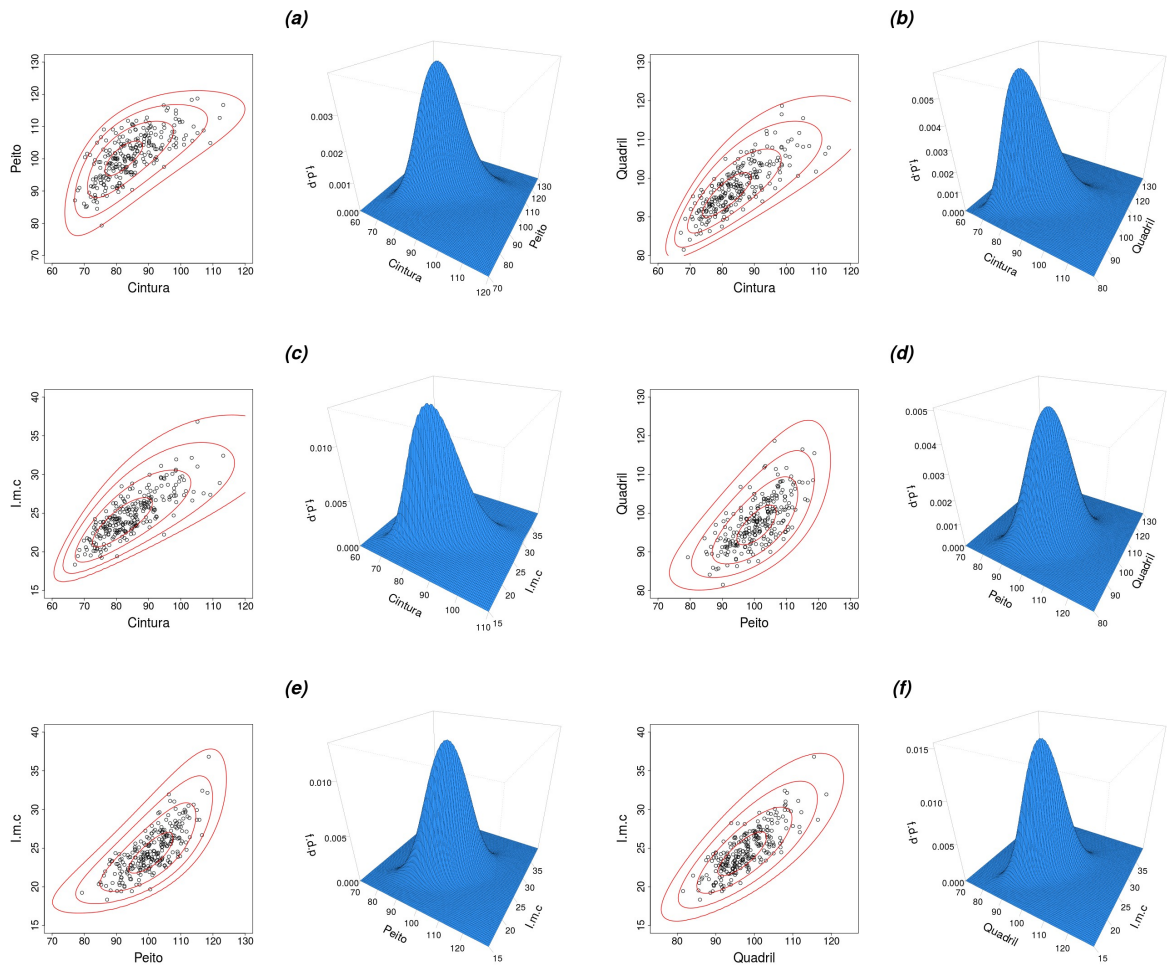 (a)
Peito
130
120
110
100
90
80
70
60 70 80 90 100 110 120
Cintura
f.d.p
0.003
0.002
0.001
0.000
60 70 80 90 100 110 120
Cintura
70 80 90 100 110 120 130
Peito
(b)
Quadril
130
120
110
100
90
80
60 70 80 90 100 110 120
Cintura
f.d.p
0.005
0.004
0.003
0.002
0.001
0.000
60 70 80 90 100 110
Cintura
80 90 100 110 120 130
Quadril
(c)
I.m.c
40
35
30
25
20
15
60 70 80 90 100 110 120
Cintura
f.d.p
0.010
0.005
0.000
60 70 80 90 100 110
Cintura
15 20 25 30 35
I.m.c
(d)
Quadril
130
120
110
100
90
80
70 80 90 100 110 120 130
Peito
f.d.p
0.005
0.004
0.003
0.002
0.001
0.000
70 80 90 100 110 120
Peito
80 90 100 110 120 130
Quadril
(e)
I.m.c
40
35
30
25
20
15
70 80 90 100 110 120 130
Peito
f.d.p
0.010
0.005
0.000
70 80 90 100 110 120
Peito
15 20 25 30 35
I.m.c
(f)
I.m.c
40
35
30
25
20
15
80 90 100 110 120
Quadril
f.d.p
0.015
0.010
0.005
0.000
80 90 100 110 120
Quadril
15 20 25 30 35
I.m.c